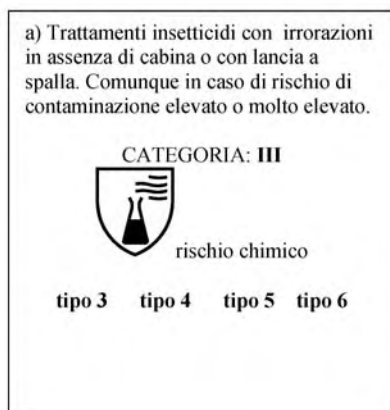 a) Trattamenti insetticidi con irrorazioni
in assenza di cabina o con lancia a
spalla. Comunque in caso di rischio di
contaminazione elevato o molto elevato.
CATEGORIA: III
rischio chimico
tipo 3 tipo 4 tipo 5 tipo 6